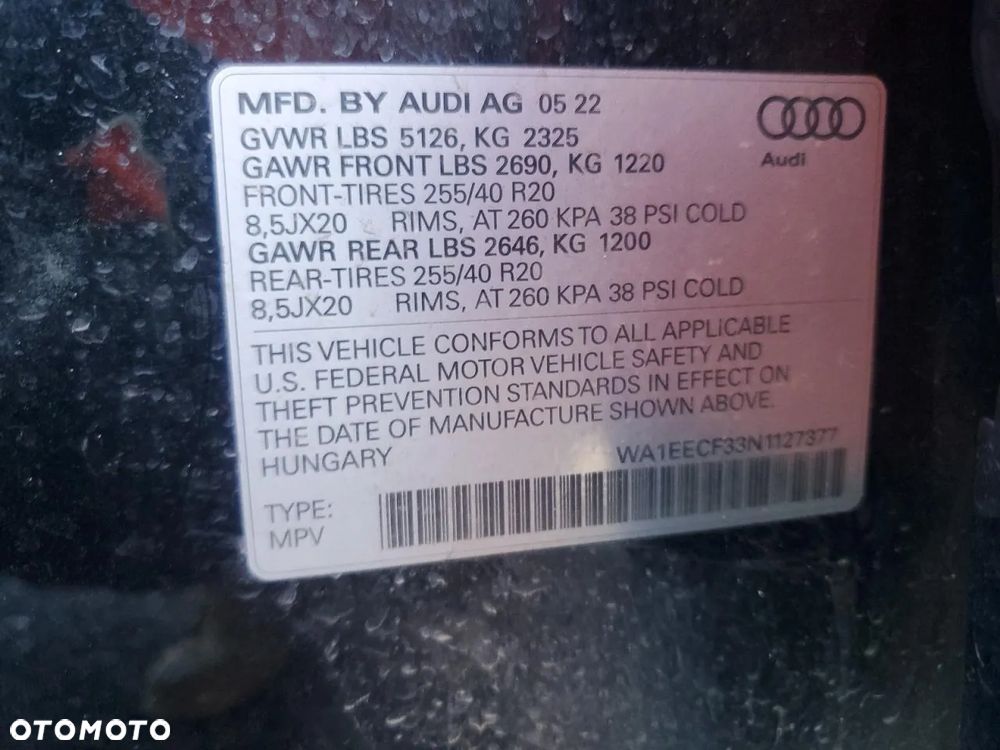 MFD. BY AUDI AG 05 22
GVWR LBS 5126, KG 2325
GAWR FRONT LBS 2690, KG 1220
FRONT-TIRES 255/40 R20
8,5JX20 RIMS, AT 260 KPA 38 PSI COLD
GAWR REAR LBS 2646, KG 1200
REAR-TIRES 255/40 R20
8,5JX20 RIMS, AT 260 KPA 38 PSI COLD
Audi
THIS VEHICLE CONFORMS TO ALL APPLICABLE
U.S. FEDERAL MOTOR VEHICLE SAFETY AND
THEFT PREVENTION STANDARDS IN EFFECT ON
THE DATE OF MANUFACTURE SHOWN ABOVE.
HUNGARY WA1EECF33N1127377
TYPE:
MPV
OTOMOTO